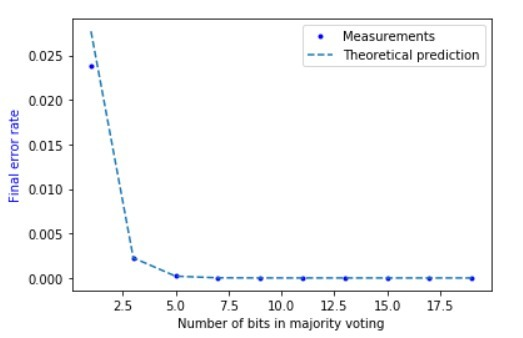 Measurements
Theoretical prediction
0.025
0.020
0.015
0.010
0.005
0.000
Final error rate
2.5 5.0 7.5 10.0 12.5 15.0 17.5
Number of bits in majority voting